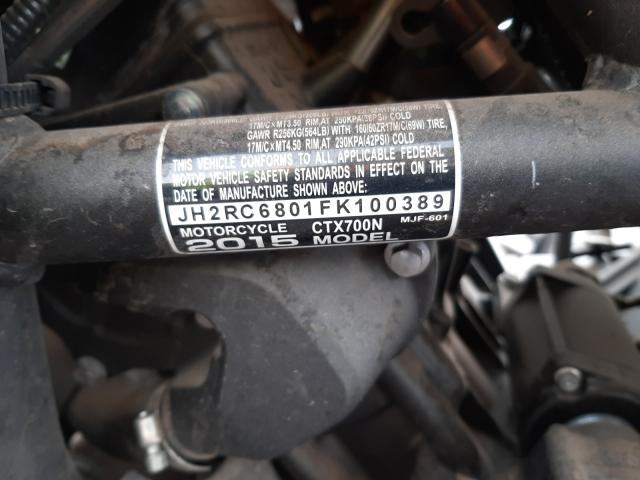 17M/C×MT3.50 RIM,AT 250KPA(36PSI) COLD
GAWR R256KG(564LB) WITH 160/60ZR17M/C(69W) TIRE,
17M/C×MT4.50 RIM,AT 290KPA(42PSI) COLD
THIS VEHICLE CONFORMS TO ALL APPLICABLE FEDERAL
MOTOR VEHICLE SAFETY STANDARDS IN EFFECT ON THE
DATE OF MANUFACTURE SHOWN ABOVE:
JH2RC6801FK100389
MOTORCYCLE CTX700N MJF-601
2015 MODEL